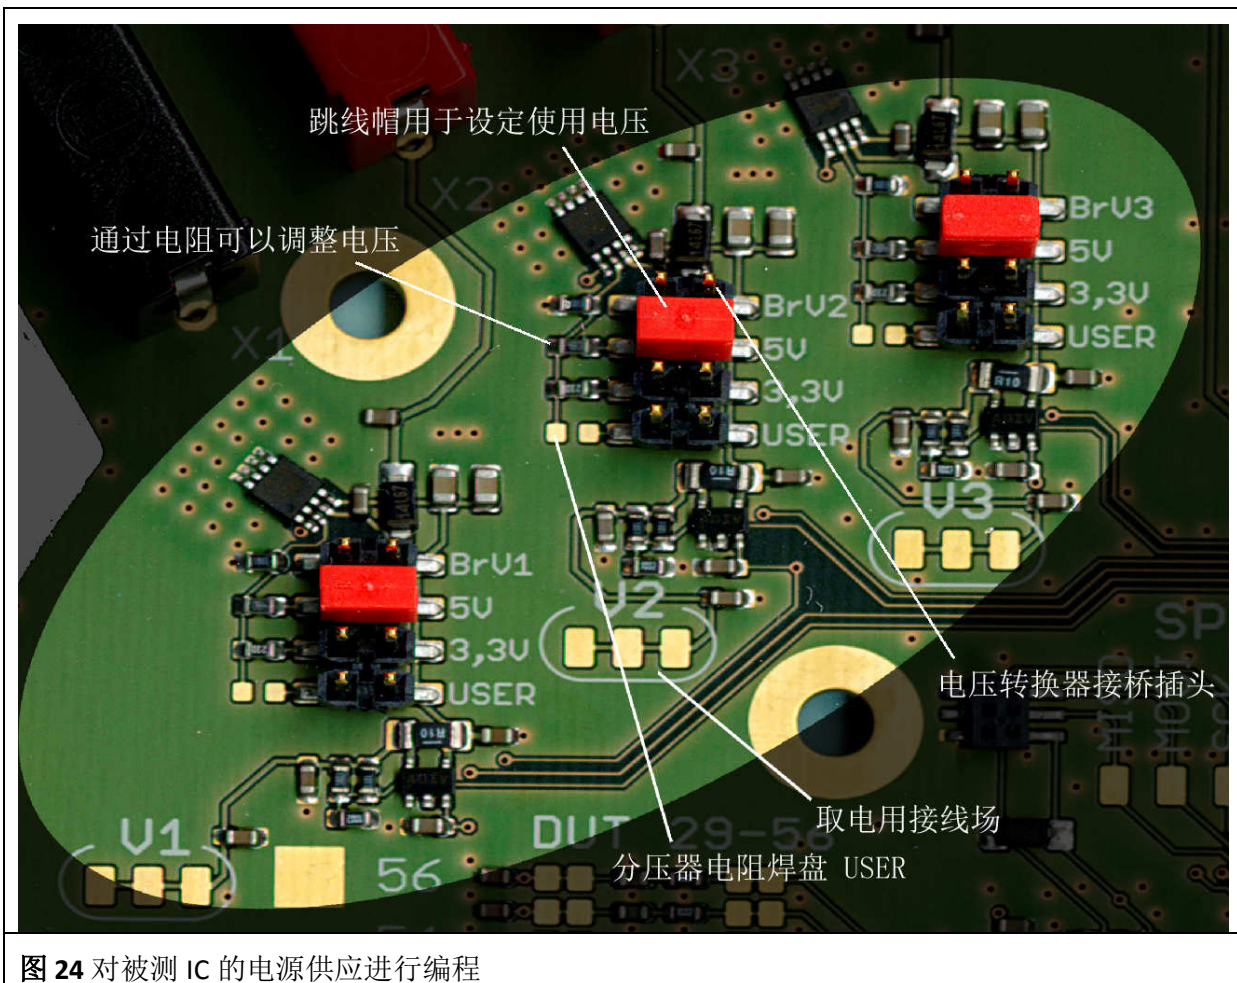 X3
跳线帽用于设定使用电压
X2
BrV3
通过电阻可以调整电压
5V
BrV2
3,3V
X1
5V
USER
3,3V
R10
USER
R10
V3
BrV1
V2
5V
3,3V
SP
电压转换器接桥插头
USER
R10
取电用接线场
V1
DUT 29-56
分压器电阻焊盘 USER
56
图 24 对被测 IC 的电源供应进行编程